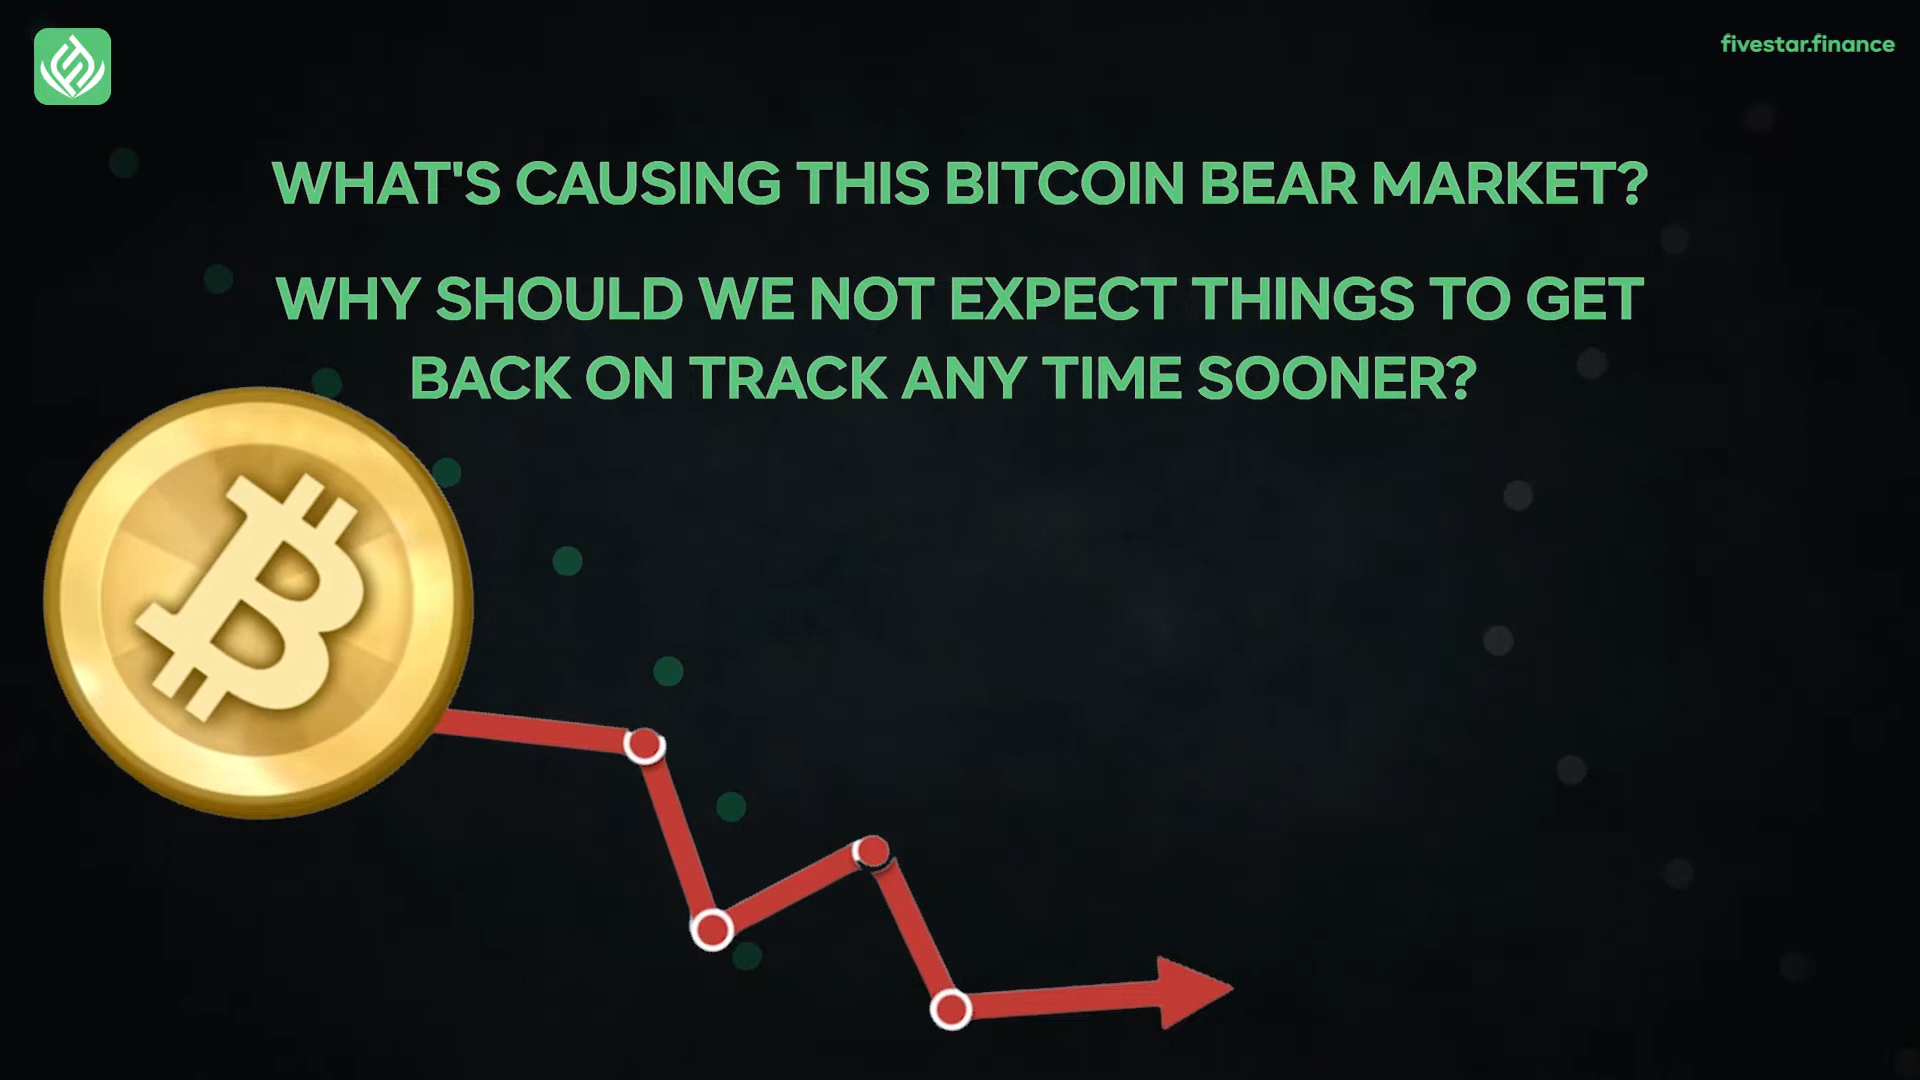 fivestar.finance
WHAT'S CAUSING THIS BITCOIN BEAR MARKET?
WHY SHOULD WE NOT EXPECT THINGS TO GET
BACK ON TRACK ANY TIME SOONER?